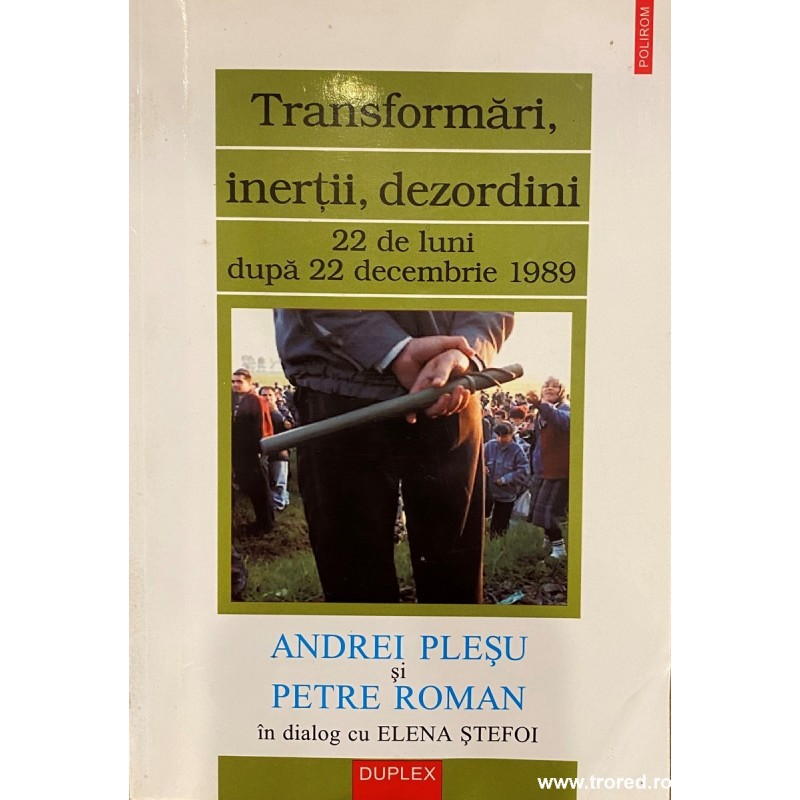 POLIROM
Transformări,
inerții, dezordini
22 de luni
după 22 decembrie 1989
ANDREI PLEŞU
şi
PETRE ROMAN
în dialog cu ELENA ŞTEFOI
DUPLEX
www.trored.ro